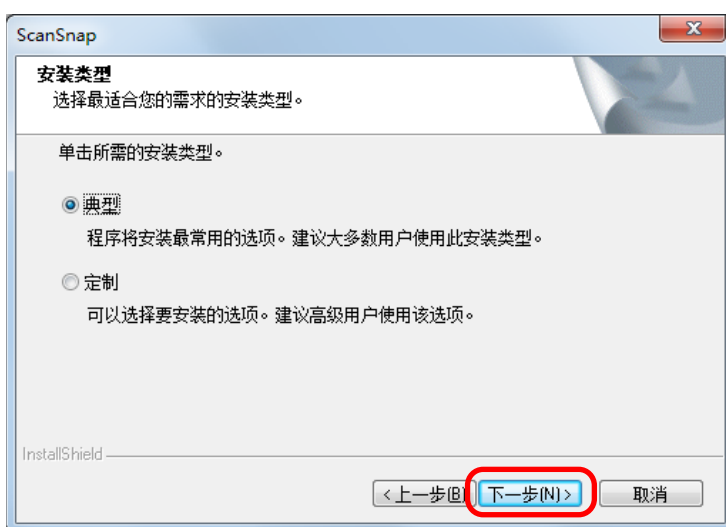 ScanSnap
安装类型
选择最适合您的需求的安装类型。
单击所需的安装类型。
典型
程序将安装最常用的选项。建议大多数用户使用此安装类型。
定制
可以选择要安装的选项。建议高级用户使用该选项。
InstallShield
<上一步(B) 下一步(N)> 取消